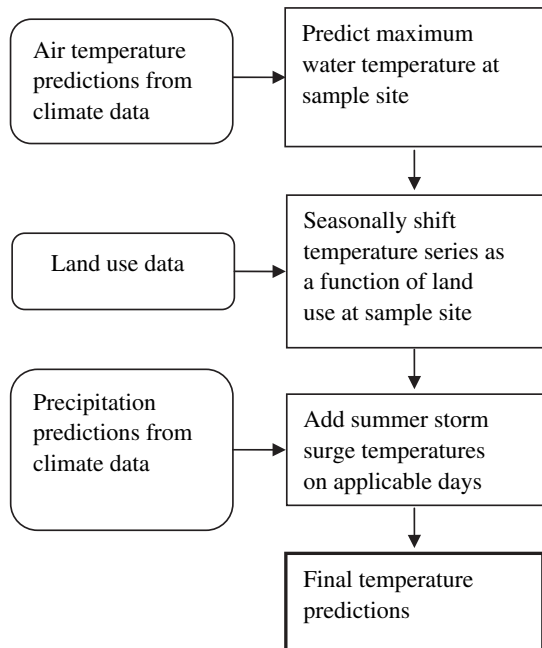 Air temperature
predictions from
climate data
Predict maximum
water temperature at
sample site
Land use data
Seasonally shift
temperature series as
a function of land
use at sample site
Precipitation
predictions from
climate data
Add summer storm
surge temperatures
on applicable days
Final temperature
predictions